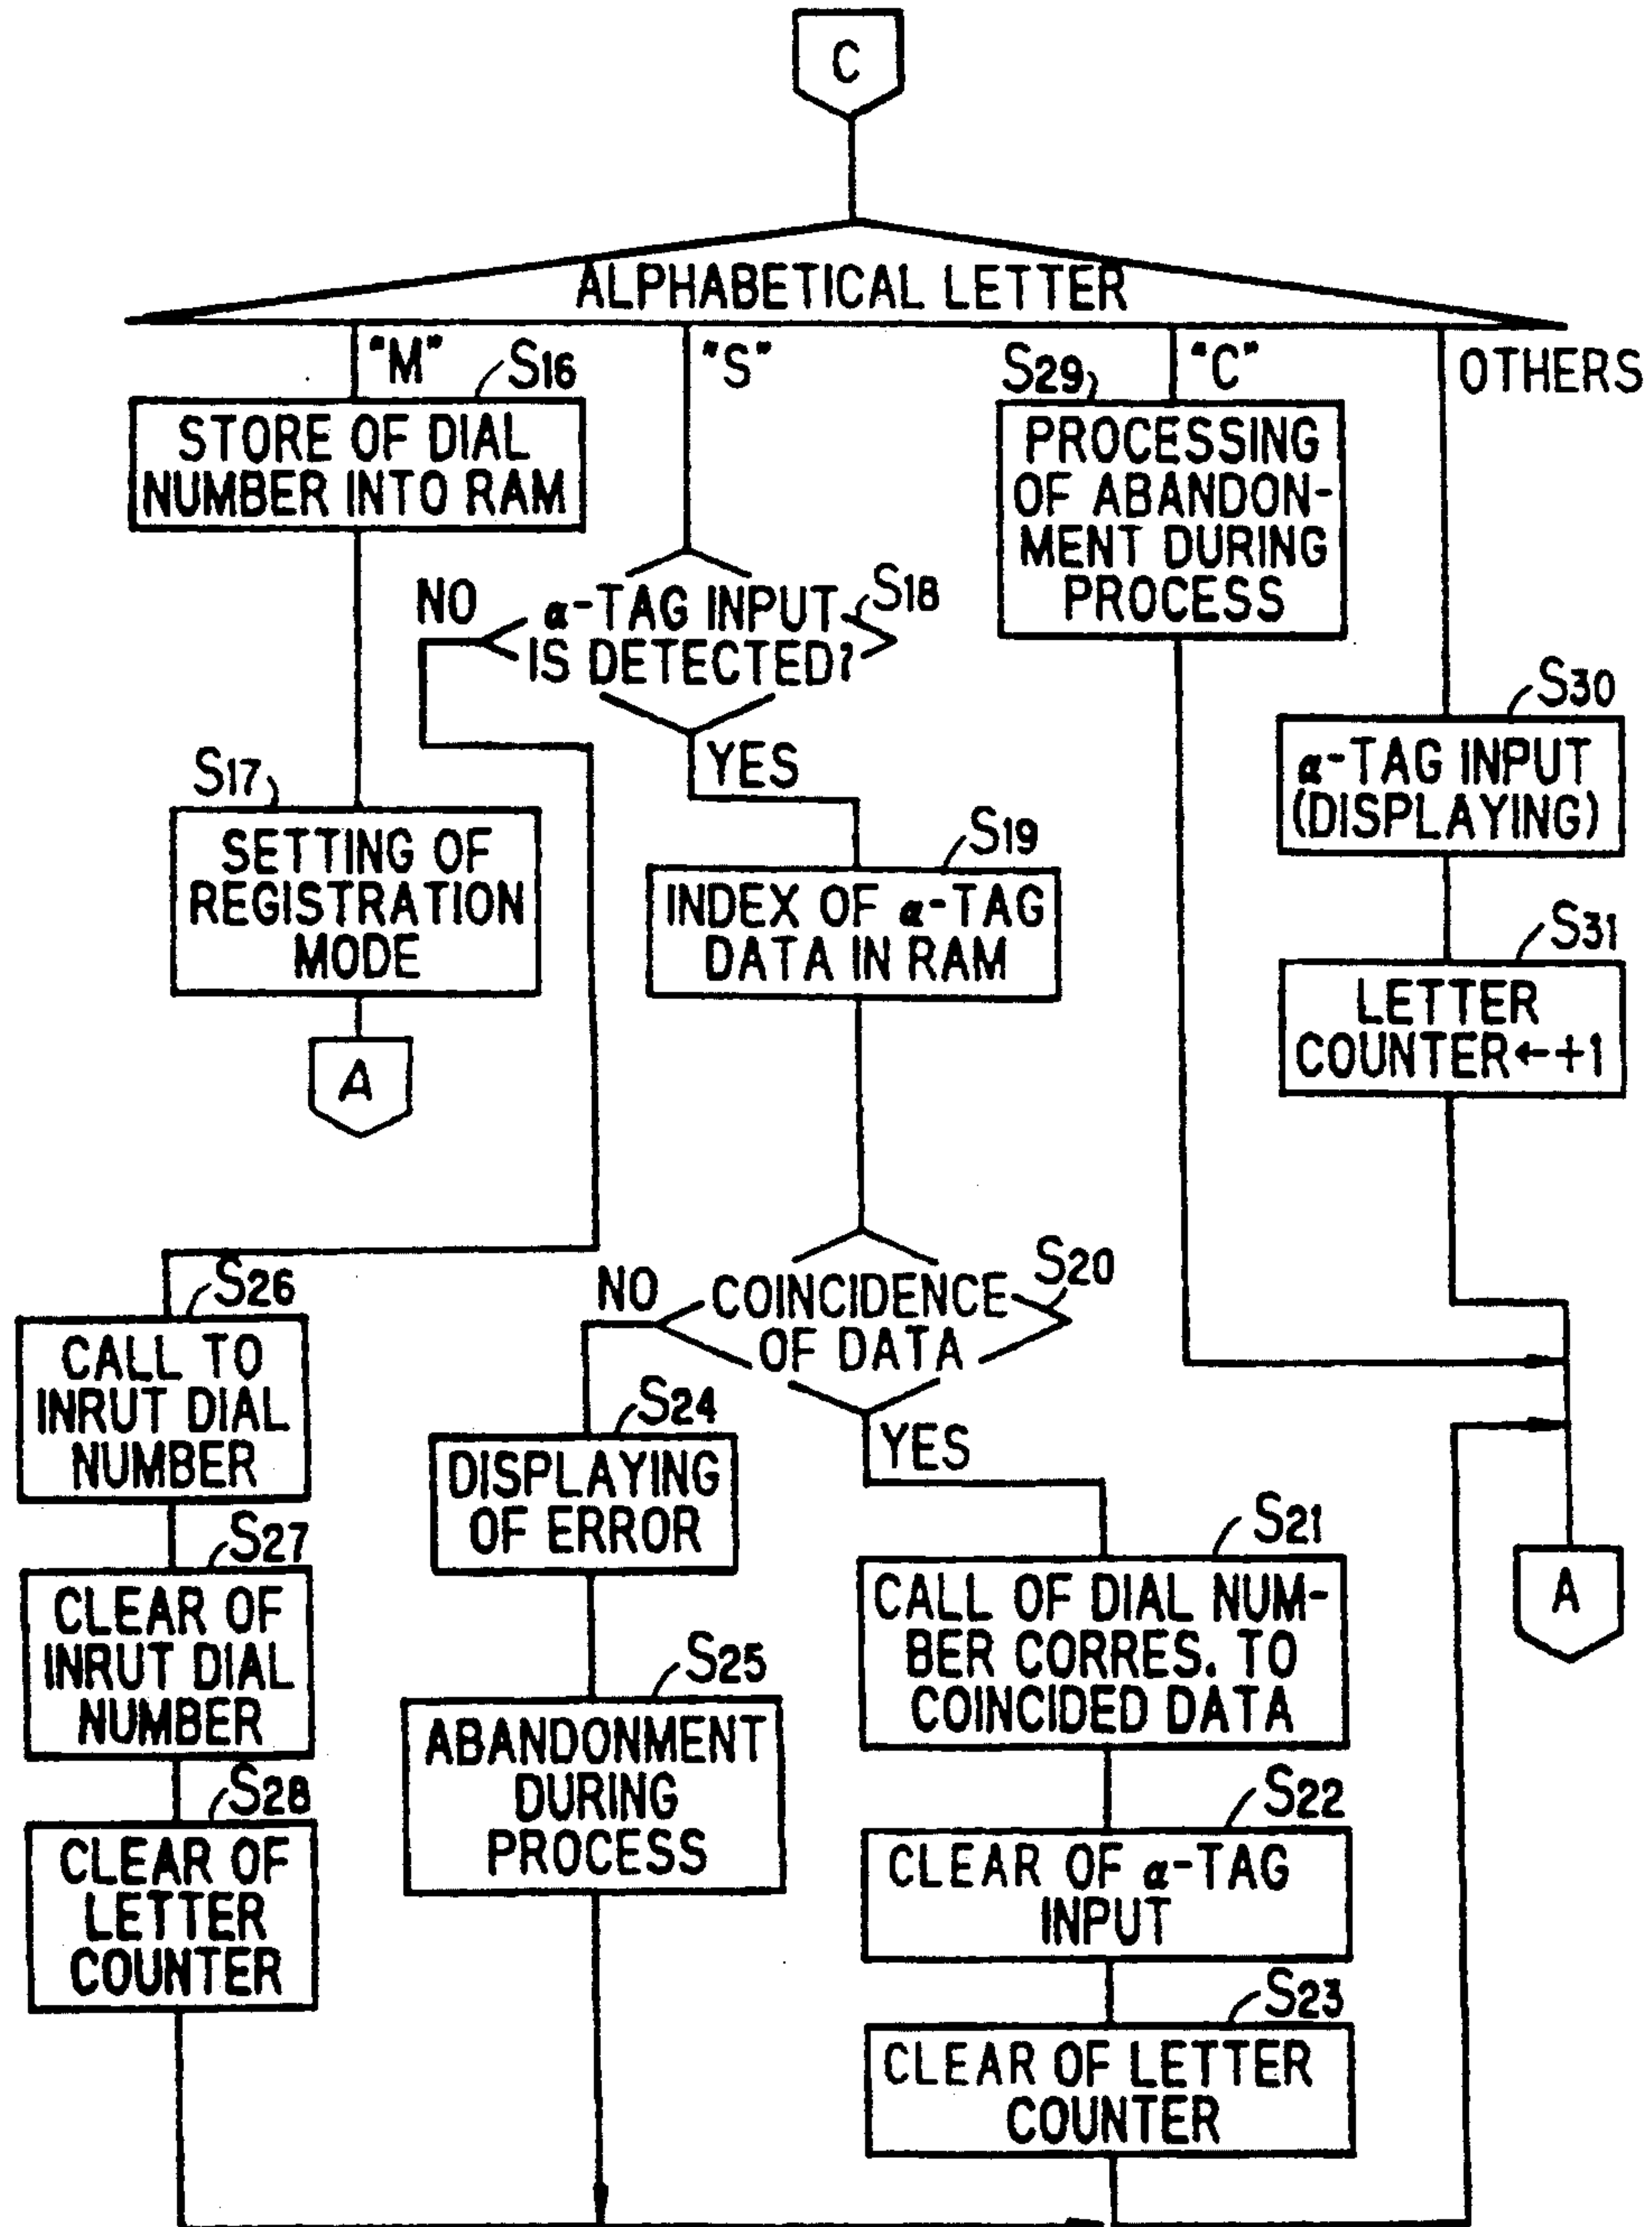 C
ALPHABETICAL LETTER
"M"
S16
"S"
S29
"C"
OTHERS
STORE OF DIAL
NUMBER INTO RAM
PROCESSING
OF ABANDON-
MENT DURING
PROCESS
NO
α-TAG INPUT
IS DETECTED?
S18
YES
S30
α-TAG INPUT
(DISPLAYING)
S17
SETTING OF
REGISTRATION
MODE
A
S19
INDEX OF α-TAG
DATA IN RAM
S31
LETTER
COUNTER←+1
S20
NO
COINCIDENCE
OF DATA
YES
S26
CALL TO
INRUT DIAL
NUMBER
S24
DISPLAYING
OF ERROR
S21
CALL OF DIAL NUM-
BER CORRES. TO
COINCIDED DATA
A
S27
CLEAR OF
INRUT DIAL
NUMBER
S25
ABANDONMENT
DURING
PROCESS
S22
CLEAR OF α-TAG
INPUT
S28
CLEAR OF
LETTER
COUNTER
S23
CLEAR OF LETTER
COUNTER